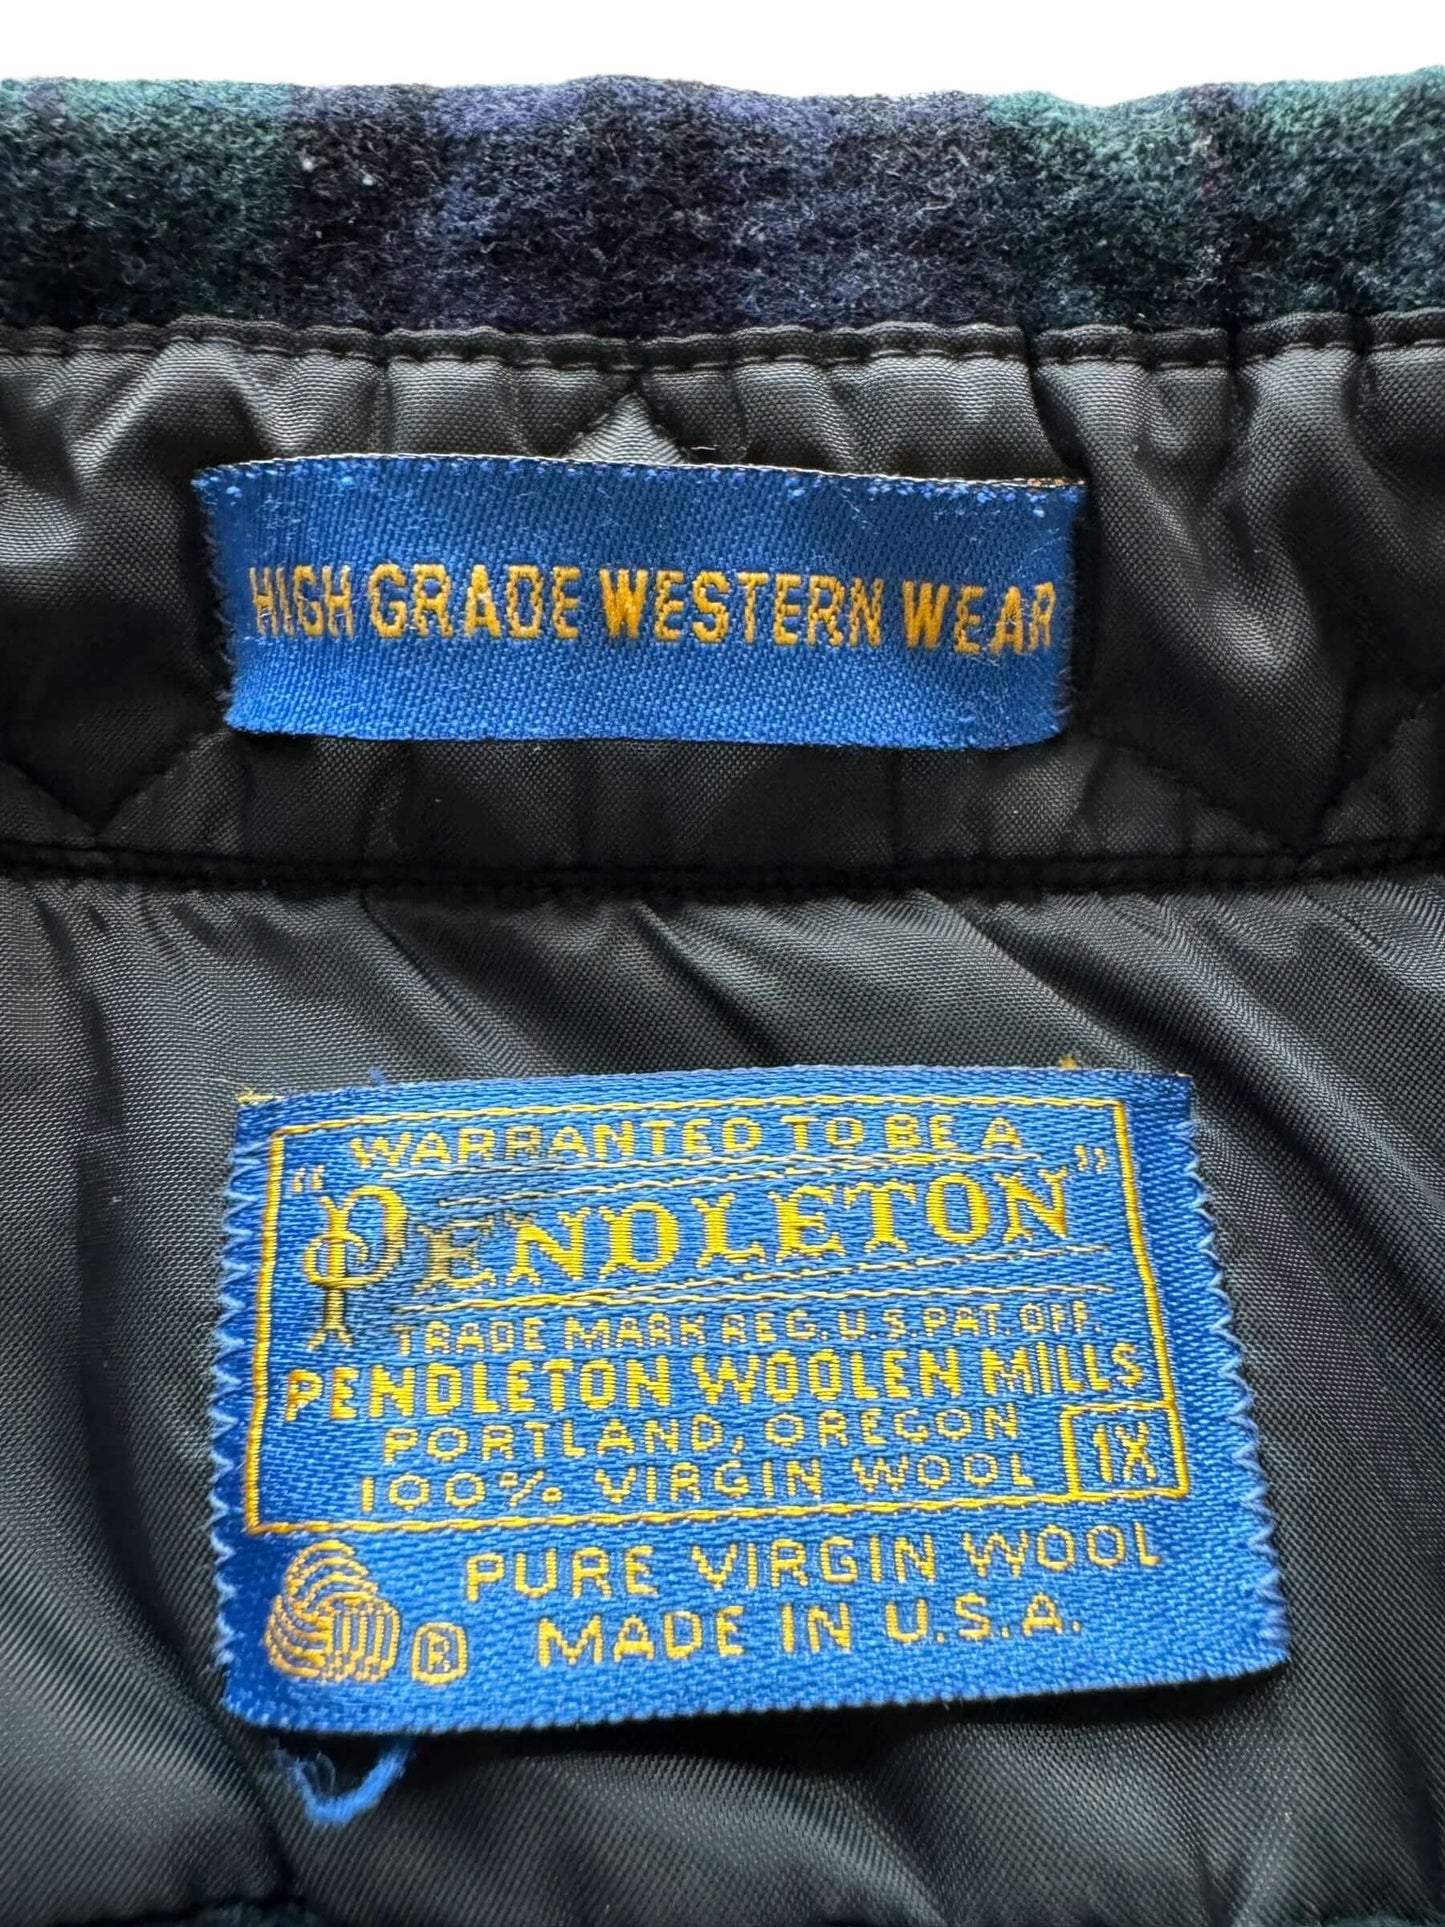 HIGH GRADE WESTERN WEAR
WARRANTED TO BE A
"PENDLETON"
TRADE MARK REG. U.S. PAT. OFF.
PENDLETON WOOLEN MILLS
PORTLAND, OREGON
100% VIRGIN WOOL
1X
PURE VIRGIN WOOL
® MADE IN U.S.A.